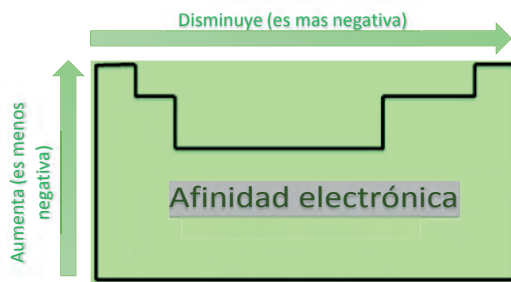 Disminuye (es mas negativa)
Aumenta (es menos
negativa)
Afinidad electrónica